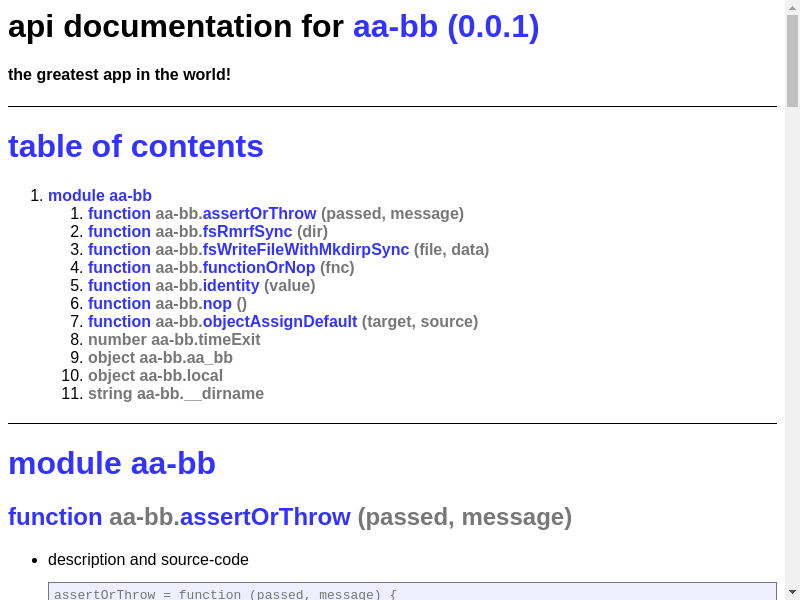 api documentation for aa-bb (0.0.1)
the greatest app in the world!
table of contents
1. module aa-bb
1. function aa-bb.assertOrThrow (passed, message)
2. function aa-bb.fsRmrfSync (dir)
3. function aa-bb.fsWriteFileWithMkdirpSync (file, data)
4. function aa-bb.functionOrNop (fnc)
5. function aa-bb.identity (value)
6. function aa-bb.nop ()
7. function aa-bb.objectAssignDefault (target, source)
8. number aa-bb.timeExit
9. object aa-bb.aa_bb
10. object aa-bb.local
11. string aa-bb.__dirname
module aa-bb
function aa-bb.assertOrThrow (passed, message)
• description and source-code
assertOrThrow = function (passed, message) {